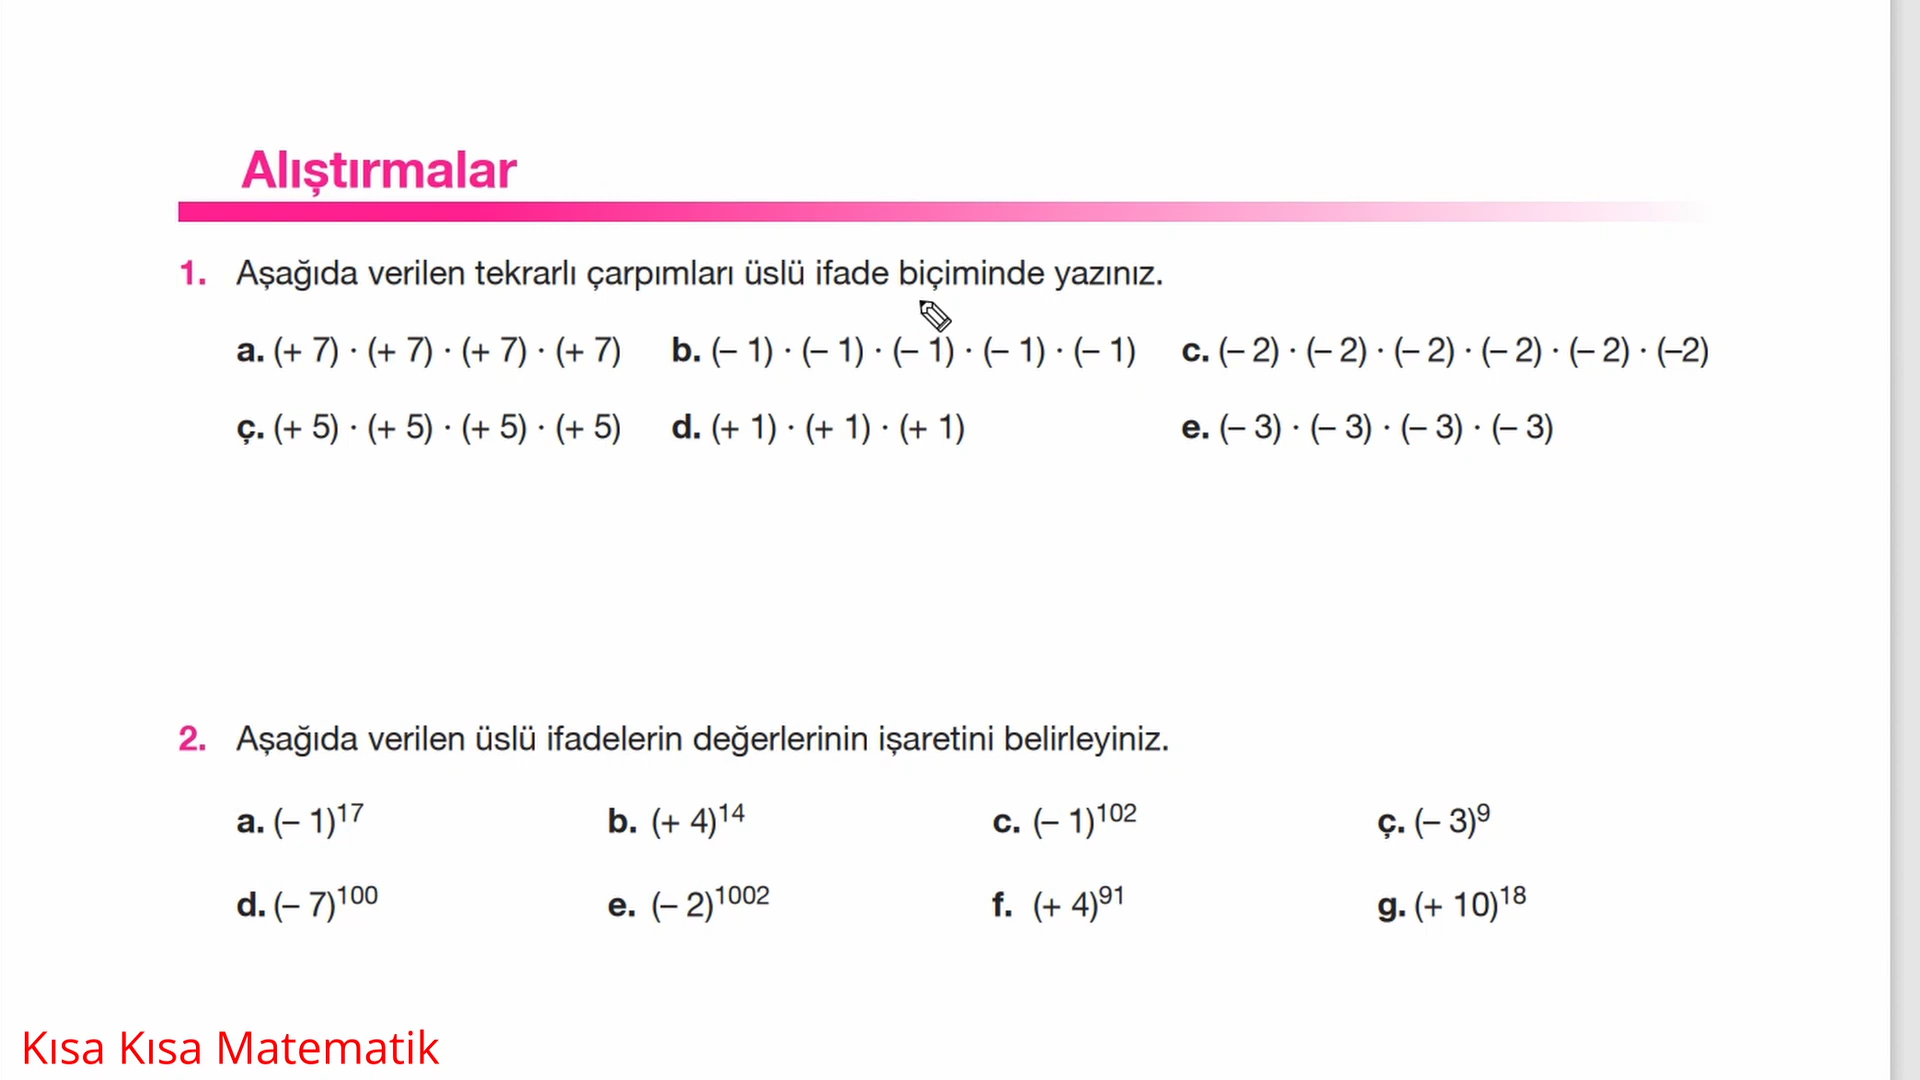 Alıştırmalar
1. Aşağıda verilen tekrarlı çarpımları üslü ifade biçiminde yazınız.
a. (+ 7) · (+ 7) · (+ 7) · (+ 7) b. (– 1) · (– 1) · (– 1) · (– 1) · (– 1) c. (– 2) · (– 2) · (– 2) · (– 2) · (– 2) · (–2)
ç. (+ 5) · (+ 5) · (+ 5) · (+ 5) d. (+ 1) · (+ 1) · (+ 1) e. (– 3) · (– 3) · (– 3) · (– 3)
2. Aşağıda verilen üslü ifadelerin değerlerinin işaretini belirleyiniz.
a. (– 1)¹⁷ b. (+ 4)¹⁴ c. (– 1)¹⁰² ç. (– 3)⁹
d. (– 7)¹⁰⁰ e. (– 2)¹⁰⁰² f. (+ 4)⁹¹ g. (+ 10)¹⁸
Kısa Kısa Matematik